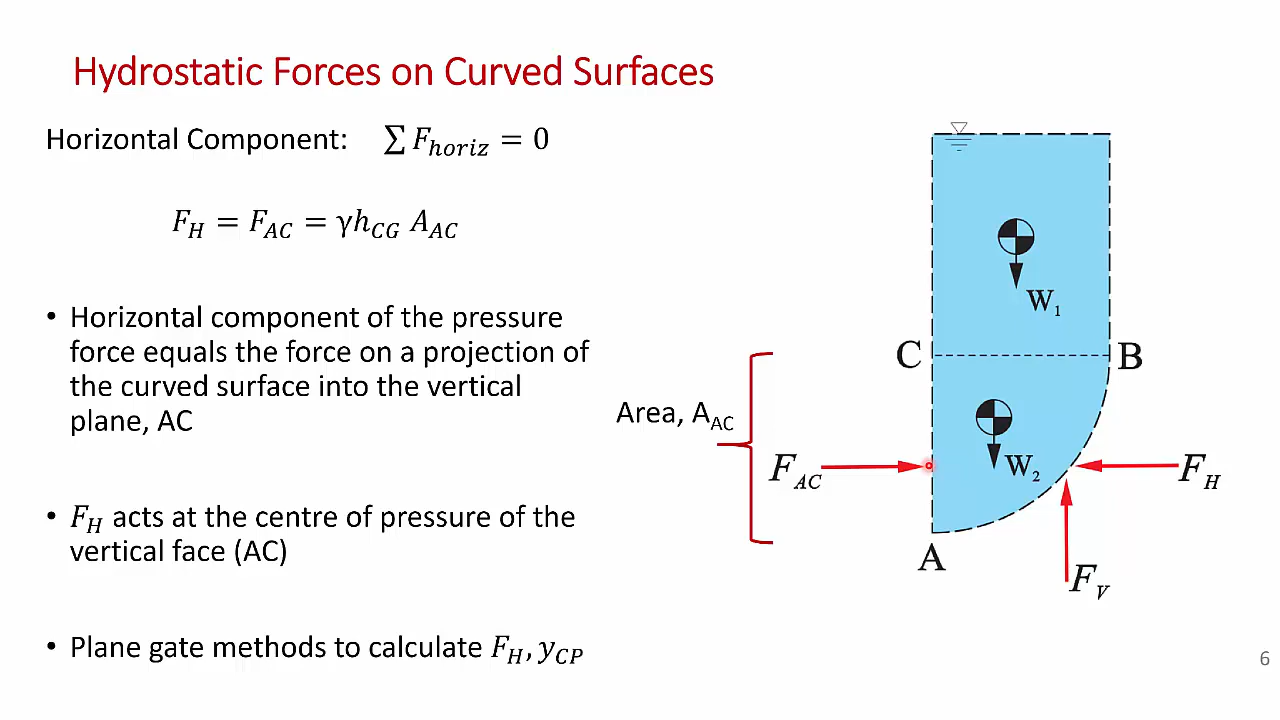 Hydrostatic Forces on Curved Surfaces
Horizontal Component: ∑ F_horiz = 0
F_H = F_AC = γh_CG A_AC
• Horizontal component of the pressure
force equals the force on a projection of
the curved surface into the vertical
plane, AC
• F_H acts at the centre of pressure of the
vertical face (AC)
• Plane gate methods to calculate F_H, y_CP
W_1
C
B
Area, A_AC
F_AC
W_2
F_H
A
F_V
6